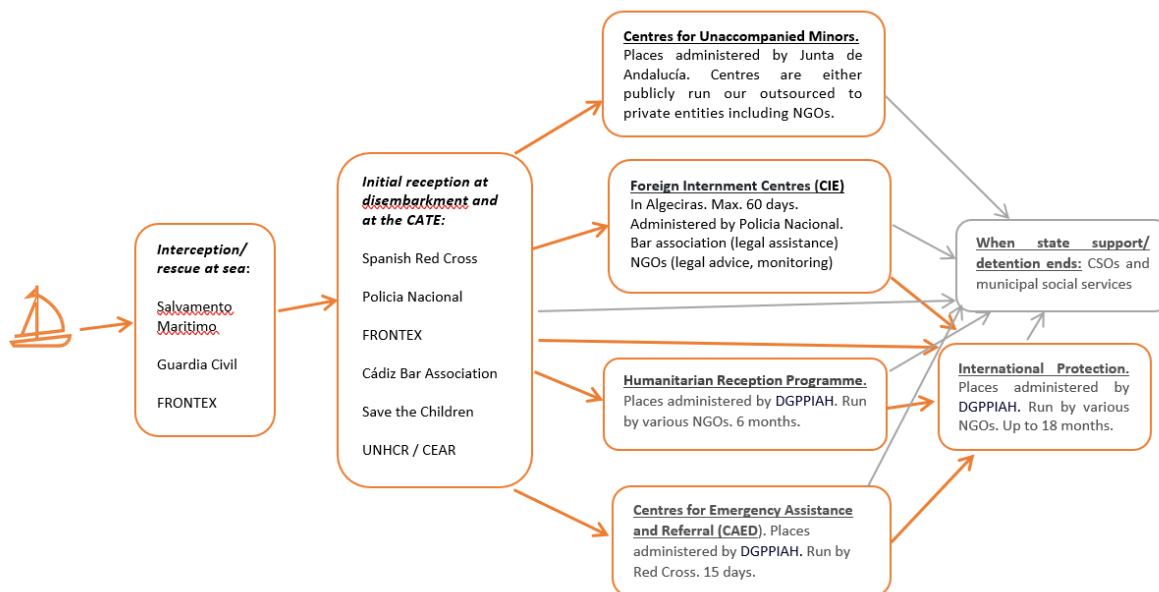 Interception/
rescue at sea:
Salvamento
Maritimo
Guardia Civil
FRONTEX
Initial reception at
disembarkment and
at the CATE:
Spanish Red Cross
Policia Nacional
FRONTEX
Cádiz Bar Association
Save the Children
UNHCR / CEAR
Centres for Unaccompanied Minors.
Places administered by Junta de
Andalucía. Centres are either
publicly run our outsourced to
private entities including NGOs.
Foreign Internment Centres (CIE)
In Algeciras. Max. 60 days.
Administered by Policia Nacional.
Bar association (legal assistance)
NGOs (legal advice, monitoring)
Humanitarian Reception Programme.
Places administered by DGPPIAH. Run
by various NGOs. 6 months.
Centres for Emergency Assistance
and Referral (CAED). Places
administered by DGPPIAH. Run by
Red Cross. 15 days.
When state support/
detention ends: CSOs and
municipal social services
International Protection.
Places administered by
DGPPIAH. Run by various
NGOs. Up to 18 months.